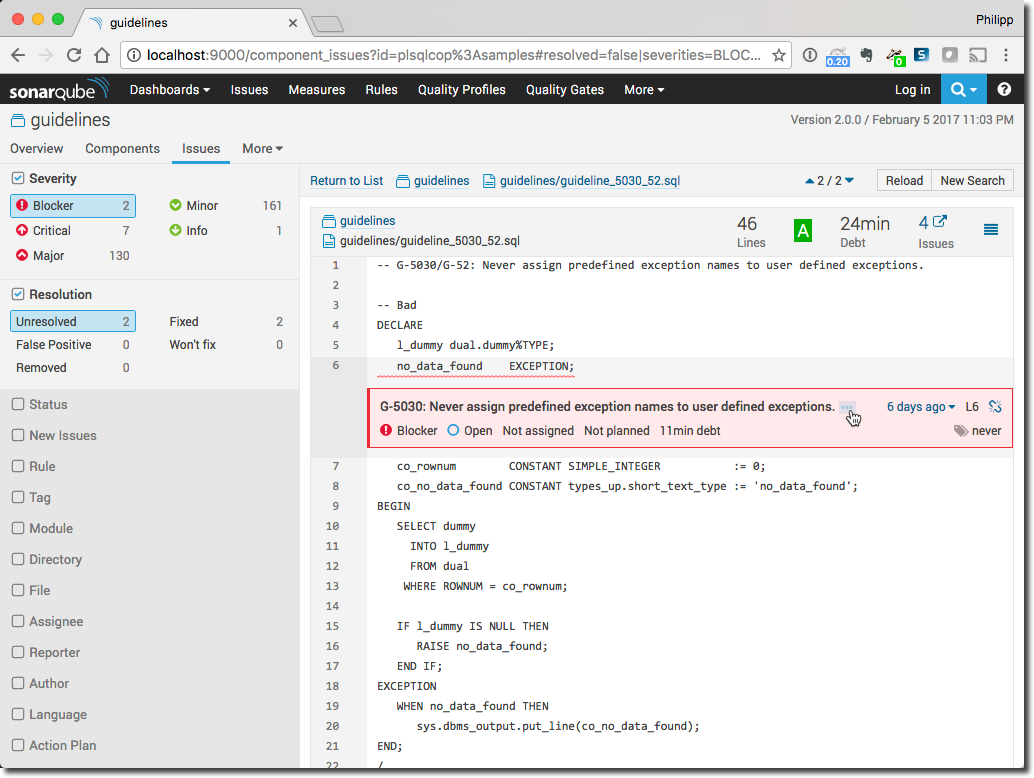 guidelines
Philipp
localhost:9000/component_issues?id=plsqlcop%3Asamples#resolved=false|severities=BLOC...
0.20
0
S
sonarqube Dashboards Issues Measures Rules Quality Profiles Quality Gates More Log in ?
guidelines
Version 2.0.0 / February 5 2017 11:03 PM
Overview Components Issues More
Severity
Blocker 2 Minor 161
Critical 7 Info 1
Major 130
Resolution
Unresolved 2 Fixed 2
False Positive 0 Won't fix 0
Removed 0
Status
New Issues
Rule
Tag
Module
Directory
File
Assignee
Reporter
Author
Language
Action Plan
Return to List guidelines guidelines/guideline_5030_52.sql 2 / 2 Reload New Search
guidelines
guidelines/guideline_5030_52.sql
46 Lines
A
24min Debt
4 Issues
1 -- G-5030/G-52: Never assign predefined exception names to user defined exceptions.
2
3 -- Bad
4 DECLARE
5 l_dummy dual.dummy%TYPE;
6 no_data_found EXCEPTION;
G-5030: Never assign predefined exception names to user defined exceptions. ... 6 days ago L6
Blocker Open Not assigned Not planned 11min debt never
7 co_rownum CONSTANT SIMPLE_INTEGER := 0;
8 co_no_data_found CONSTANT types_up.short_text_type := 'no_data_found';
9 BEGIN
10 SELECT dummy
11 INTO l_dummy
12 FROM dual
13 WHERE ROWNUM = co_rownum;
14
15 IF l_dummy IS NULL THEN
16 RAISE no_data_found;
17 END IF;
18 EXCEPTION
19 WHEN no_data_found THEN
20 sys.dbms_output.put_line(co_no_data_found);
21 END;
22 /